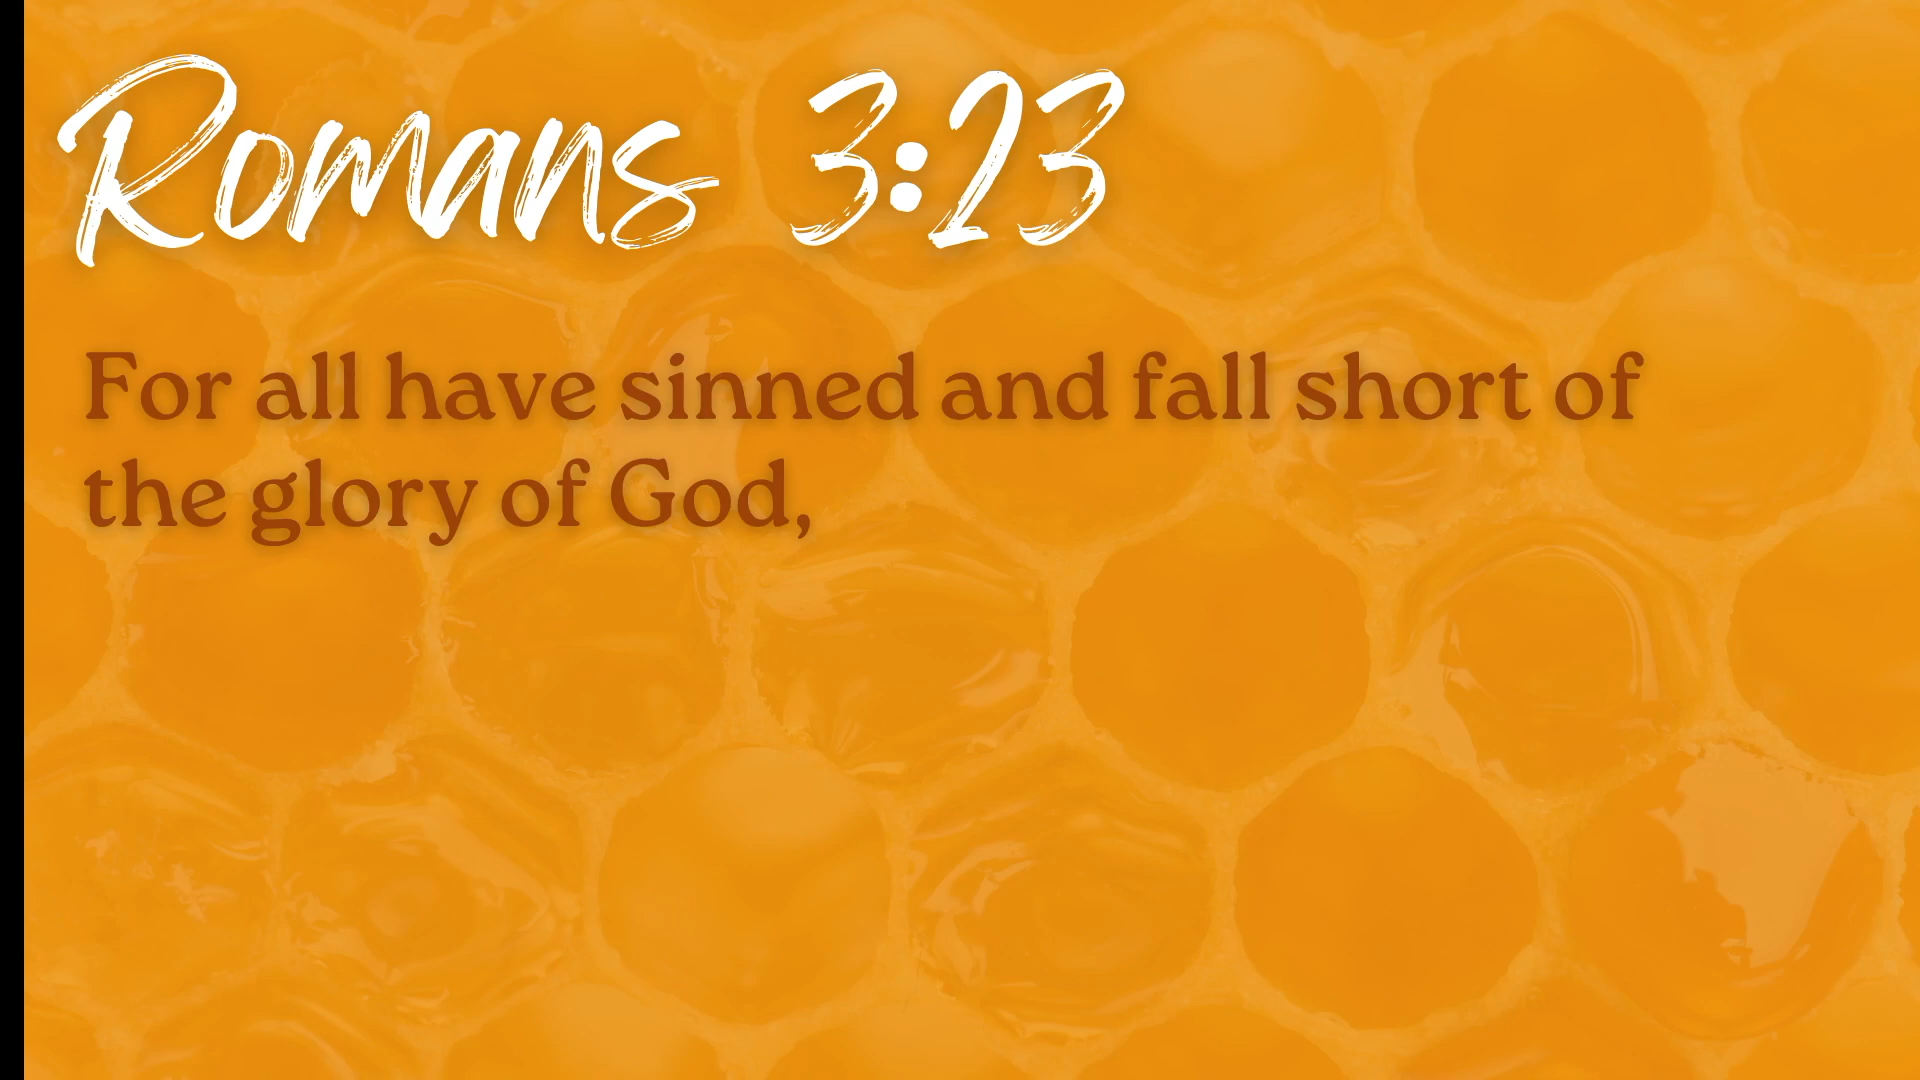 Romans 3:23
For all have sinned and fall short of
the glory of God,